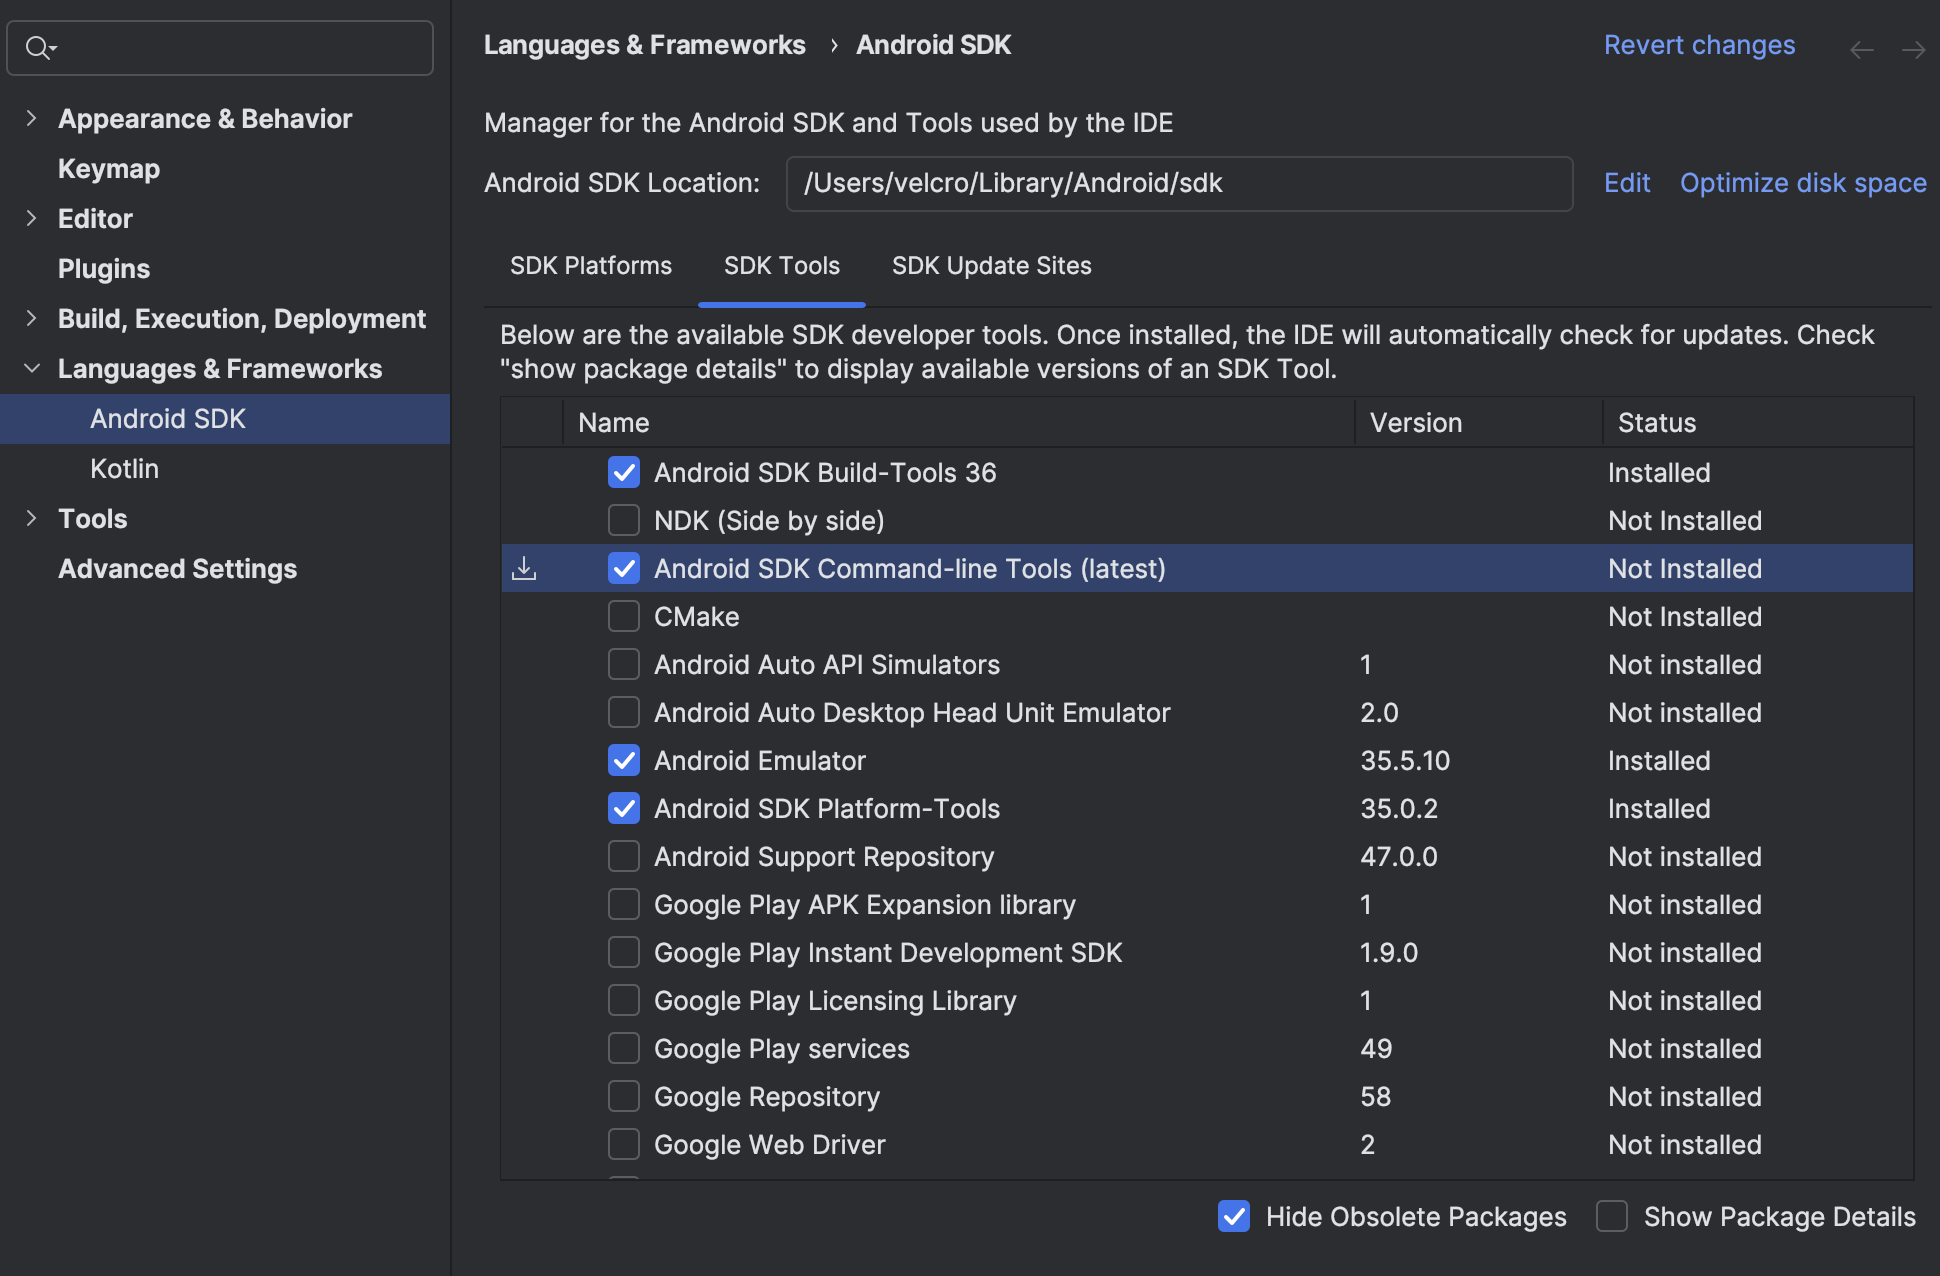 Appearance & Behavior
Keymap
Editor
Plugins
Build, Execution, Deployment
Languages & Frameworks
Android SDK
Kotlin
Tools
Advanced Settings
Languages & Frameworks › Android SDK
Revert changes
Manager for the Android SDK and Tools used by the IDE
Android SDK Location: /Users/velcro/Library/Android/sdk Edit Optimize disk space
SDK Platforms SDK Tools SDK Update Sites
Below are the available SDK developer tools. Once installed, the IDE will automatically check for updates. Check
"show package details" to display available versions of an SDK Tool.
Name Version Status
Android SDK Build-Tools 36 Installed
NDK (Side by side) Not Installed
Android SDK Command-line Tools (latest) Not Installed
CMake Not Installed
Android Auto API Simulators 1 Not installed
Android Auto Desktop Head Unit Emulator 2.0 Not installed
Android Emulator 35.5.10 Installed
Android SDK Platform-Tools 35.0.2 Installed
Android Support Repository 47.0.0 Not installed
Google Play APK Expansion library 1 Not installed
Google Play Instant Development SDK 1.9.0 Not installed
Google Play Licensing Library 1 Not installed
Google Play services 49 Not installed
Google Repository 58 Not installed
Google Web Driver 2 Not installed
Hide Obsolete Packages Show Package Details